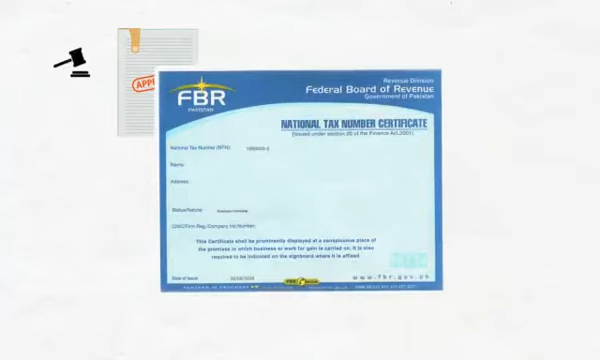 APP
FBR
PAKISTAN
Revenue Division
Federal Board of Revenue
Government of Pakistan
NATIONAL TAX NUMBER CERTIFICATE
(Issued under section 20 of the Finance Act,2001)
National Tax Number (NTN):
Name:
Address:
Status/Nature:
CNIC/Firm Reg./Company Inc.Number:
This Certificate shall be prominently displayed at a conspicuous place of
the premises in which business or work for gain is carried on. It is also
required to be indicated on the signboard where it is affixed.
Date of issue
www.fbr.gov.pk
FBR